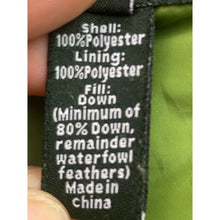 Shell:
100%Polyester
Lining:
100%Polyester
Fill:
Down
(Minimum of
80% Down,
remainder
waterfowl
feathers)
Made in
China